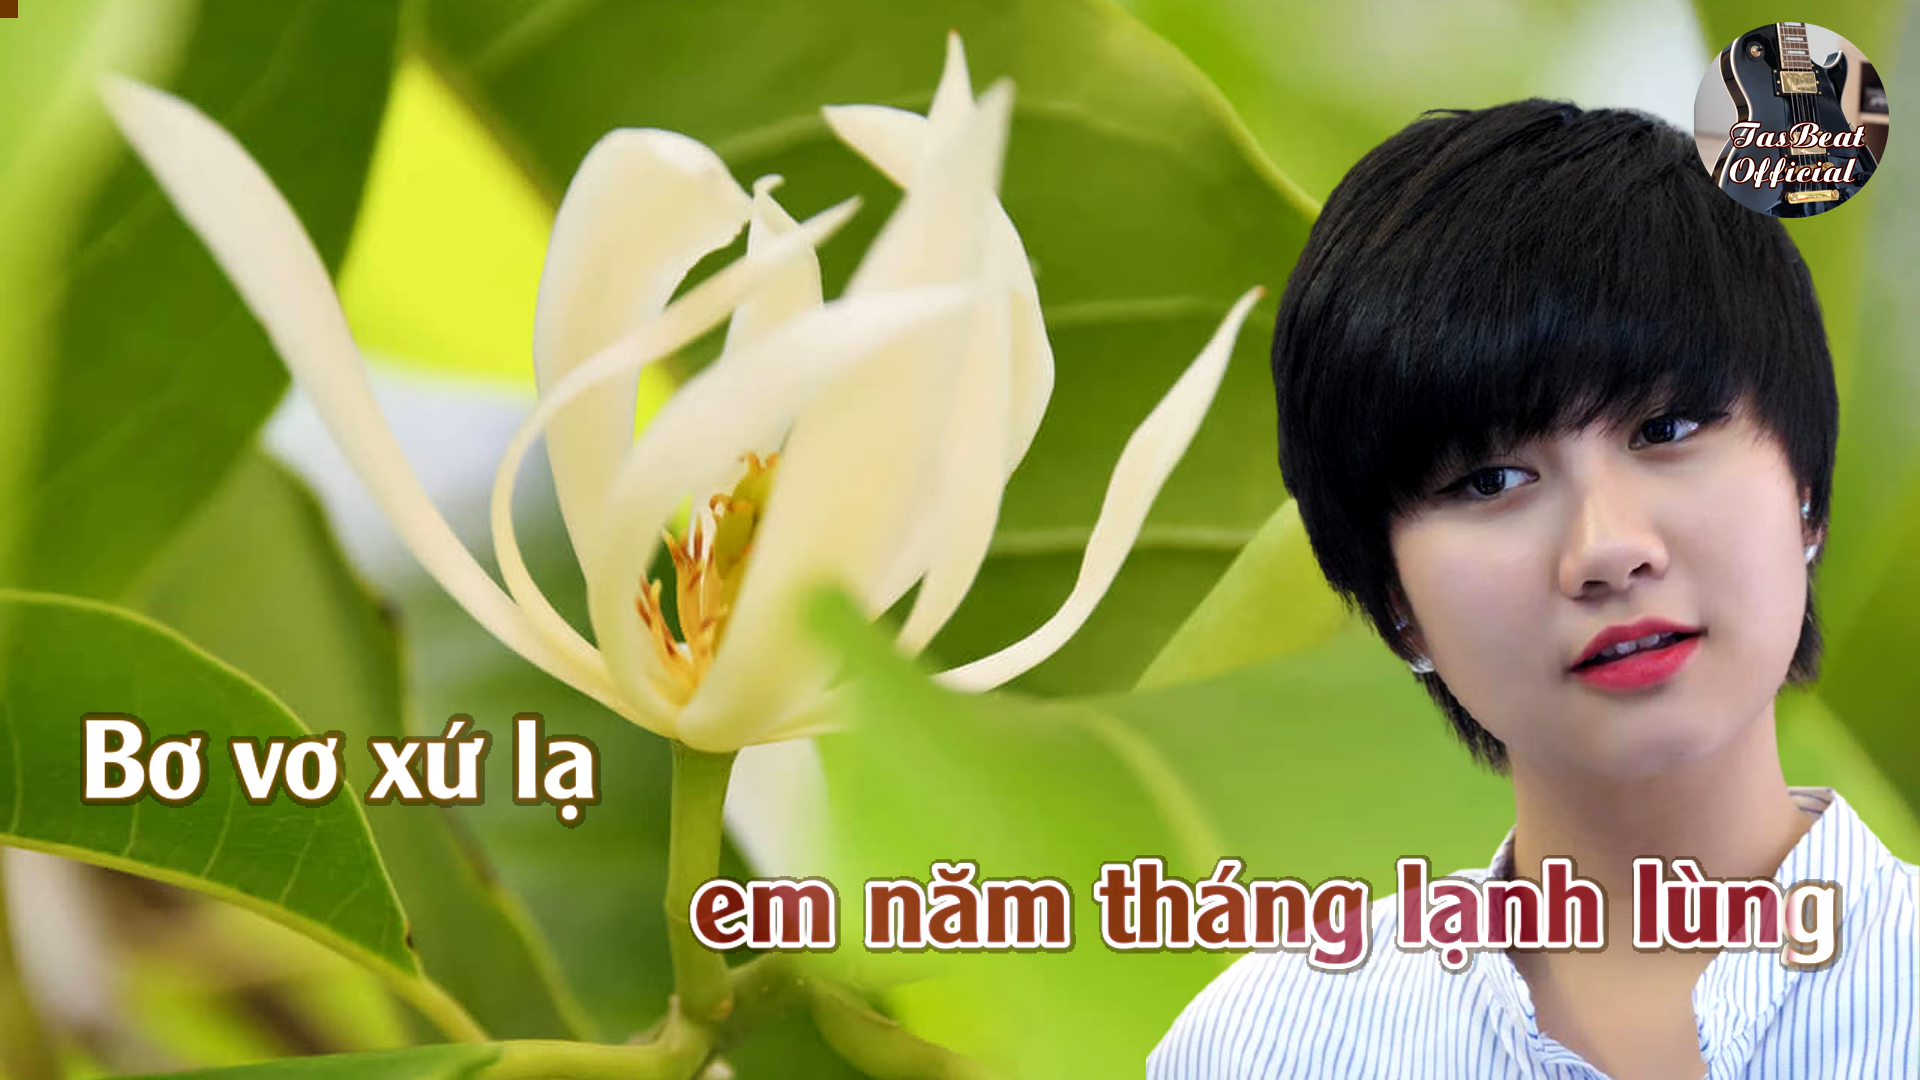 TasBeat
Official
Bơ vơ xứ lạ
em năm tháng lạnh lùng